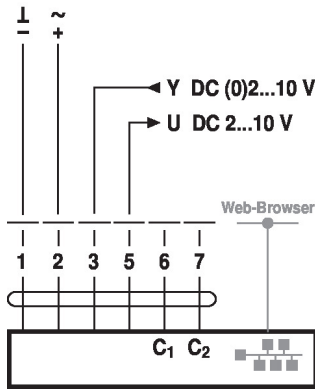 ⊥ ~
– +
Y DC (0)2...10 V
U DC 2...10 V
Web-Browser
1 2 3 5 6 7
C1 C2